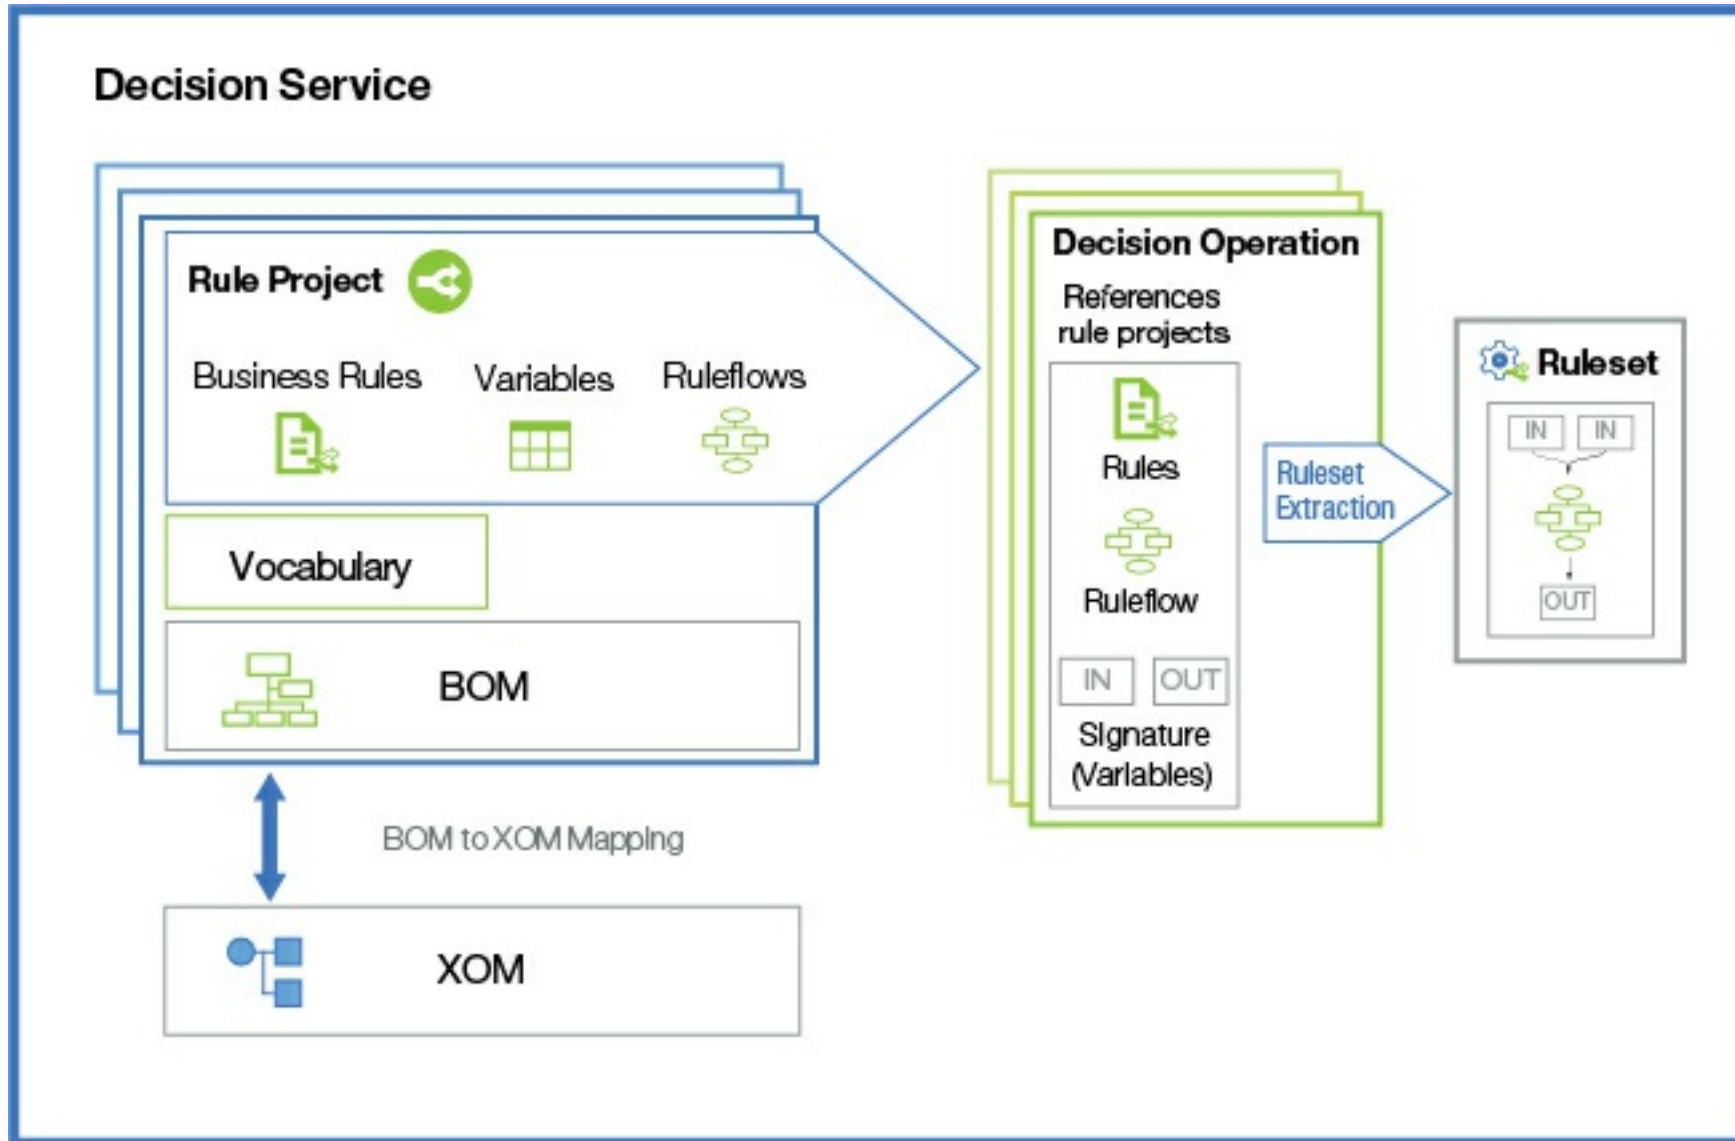 Decision Service
Rule Project
Business Rules
Variables
Ruleflows
Vocabulary
BOM
BOM to XOM Mapping
XOM
Decision Operation
References
rule projects
Rules
Ruleflow
IN
OUT
Signature
(Variables)
Ruleset
Extraction
Ruleset
IN
IN
OUT